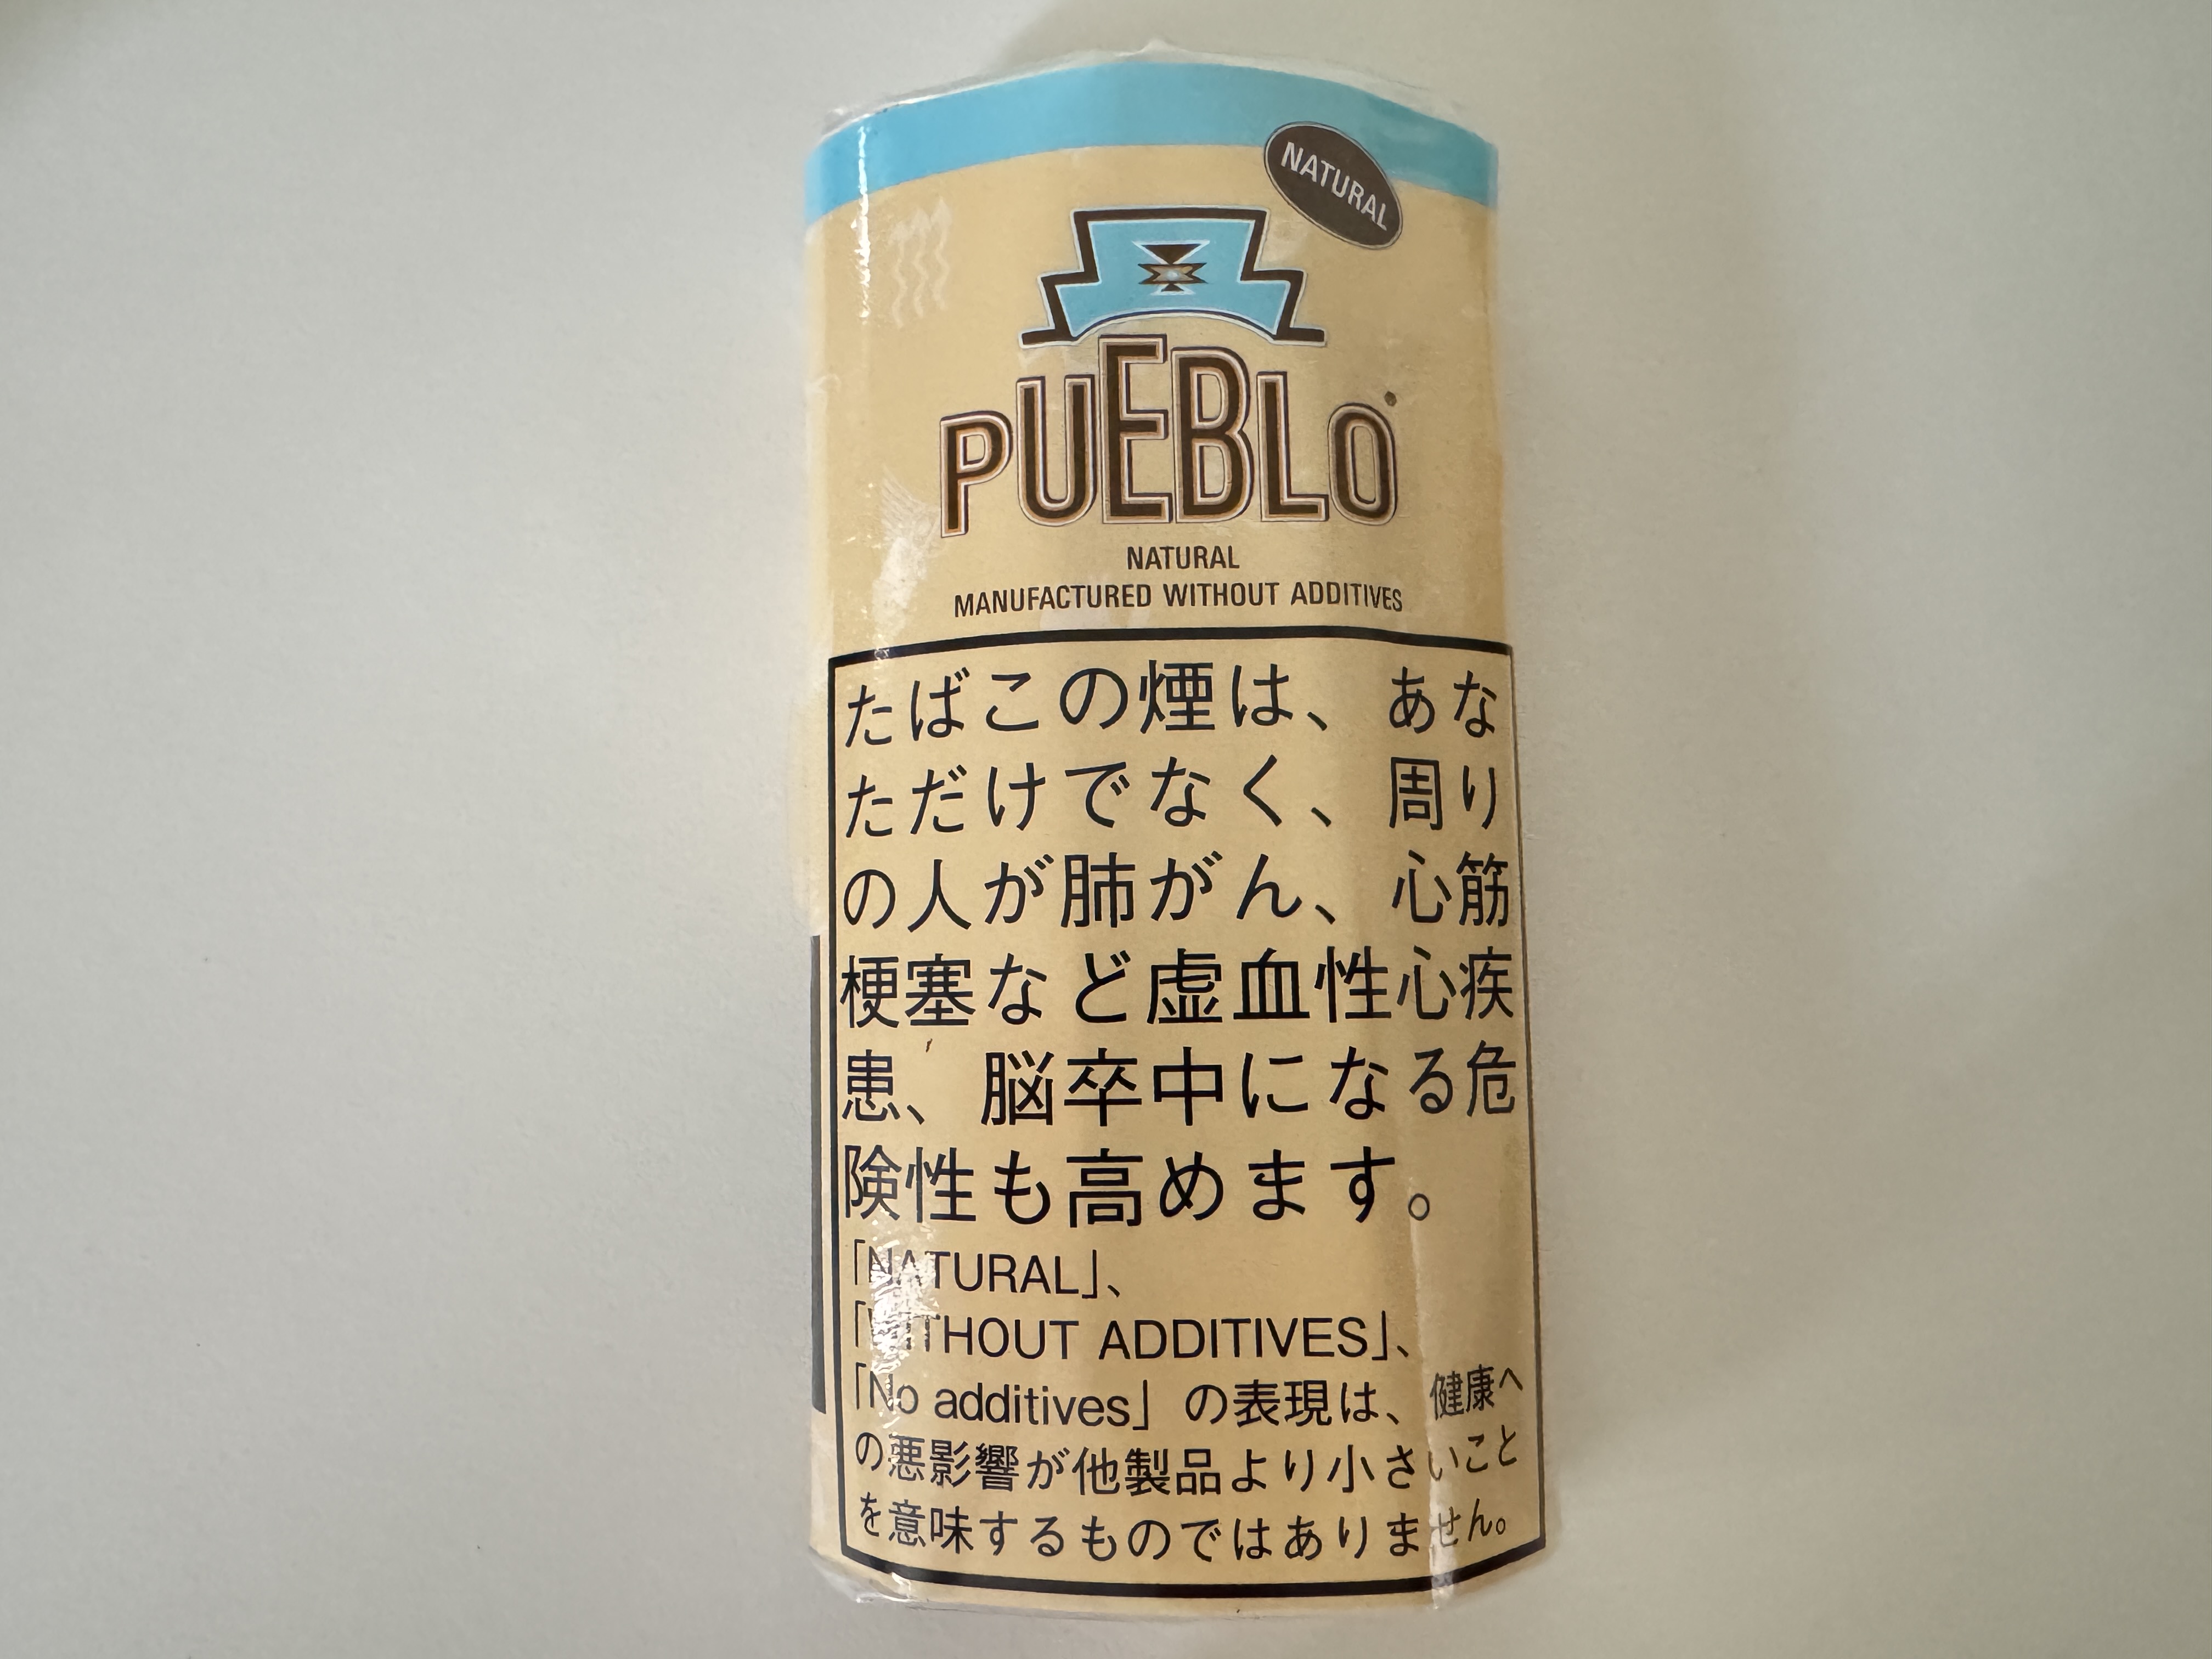 NATURAL
PUEBLO
NATURAL
MANUFACTURED WITHOUT ADDITIVES
たばこの煙は、あな
ただけでなく、周り
の人が肺がん、心筋
梗塞など虚血性心疾
患、脳卒中になる危
険性も高めます。
「NATURAL」、
「WITHOUT ADDITIVES」、
「No additives」の表現は、健康へ
の悪影響が他製品より小さいこと
を意味するものではありません。